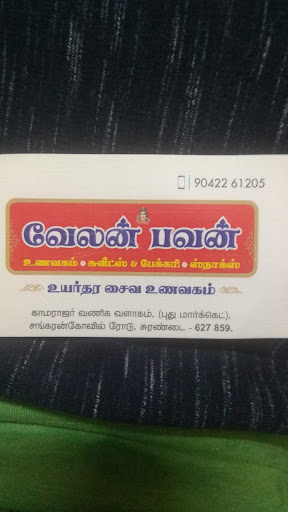 90422 61205
வேலன் பவன்
உணவகம் • சுவீட்ஸ் & பேக்கரி • ஸ்நாக்ஸ்
உயர்தர சைவ உணவகம்
காமராஜர் வணிக வளாகம், (புது மார்க்கெட்),
சங்கரன்கோவில் ரோடு, சுரண்டை - 627 859.